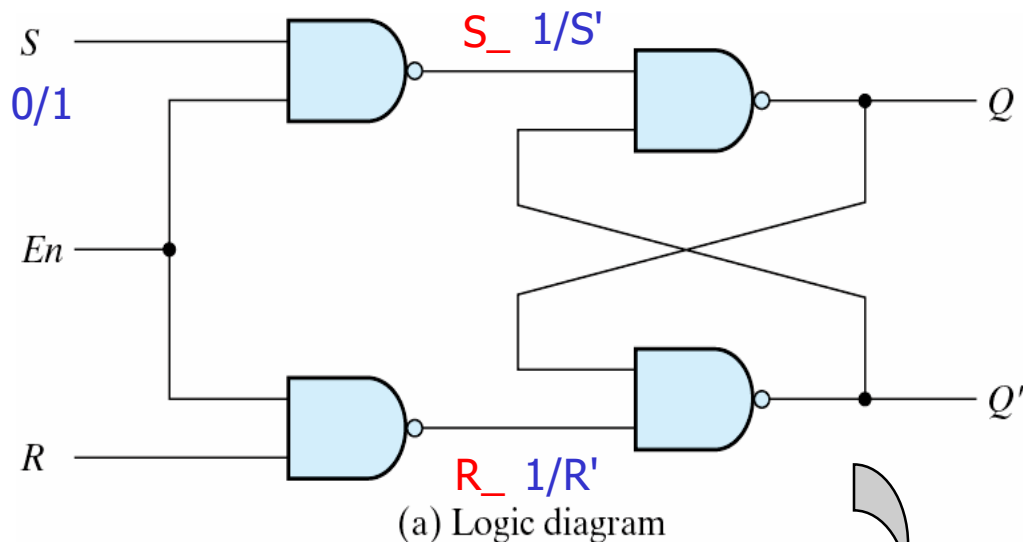 S
S_ 1/S'
0/1
Q
En
Q'
R
R_ 1/R'
(a) Logic diagram